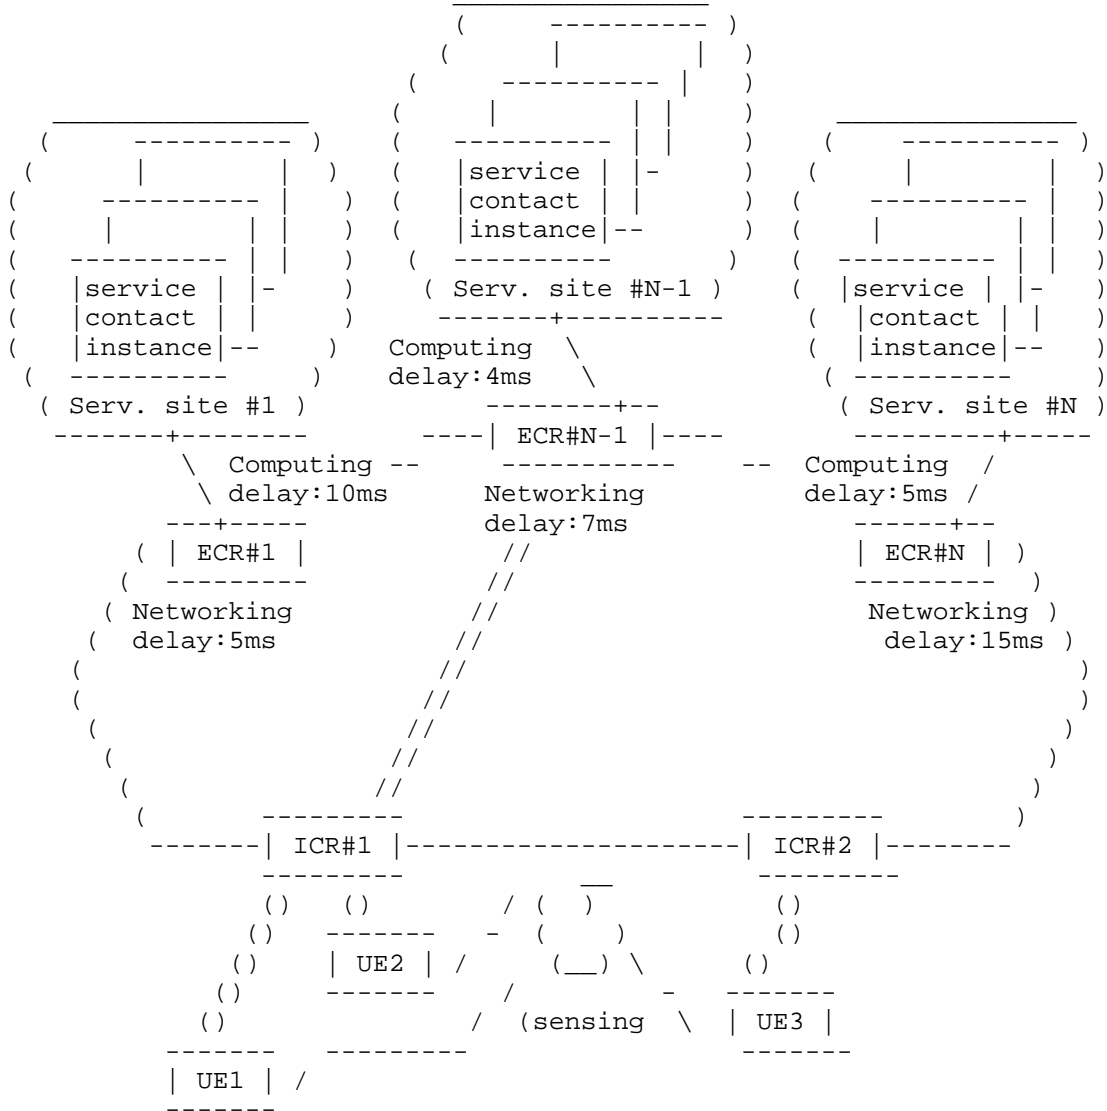 service
contact
instance
Serv. site #N-1
service
contact
instance
Serv. site #1
service
contact
instance
Serv. site #N
Computing
delay:4ms
ECR#N-1
Computing
delay:10ms
Networking
delay:7ms
Computing
delay:5ms
ECR#1
ECR#N
Networking
delay:5ms
Networking
delay:15ms
ICR#1
ICR#2
UE2
(sensing
UE3
UE1